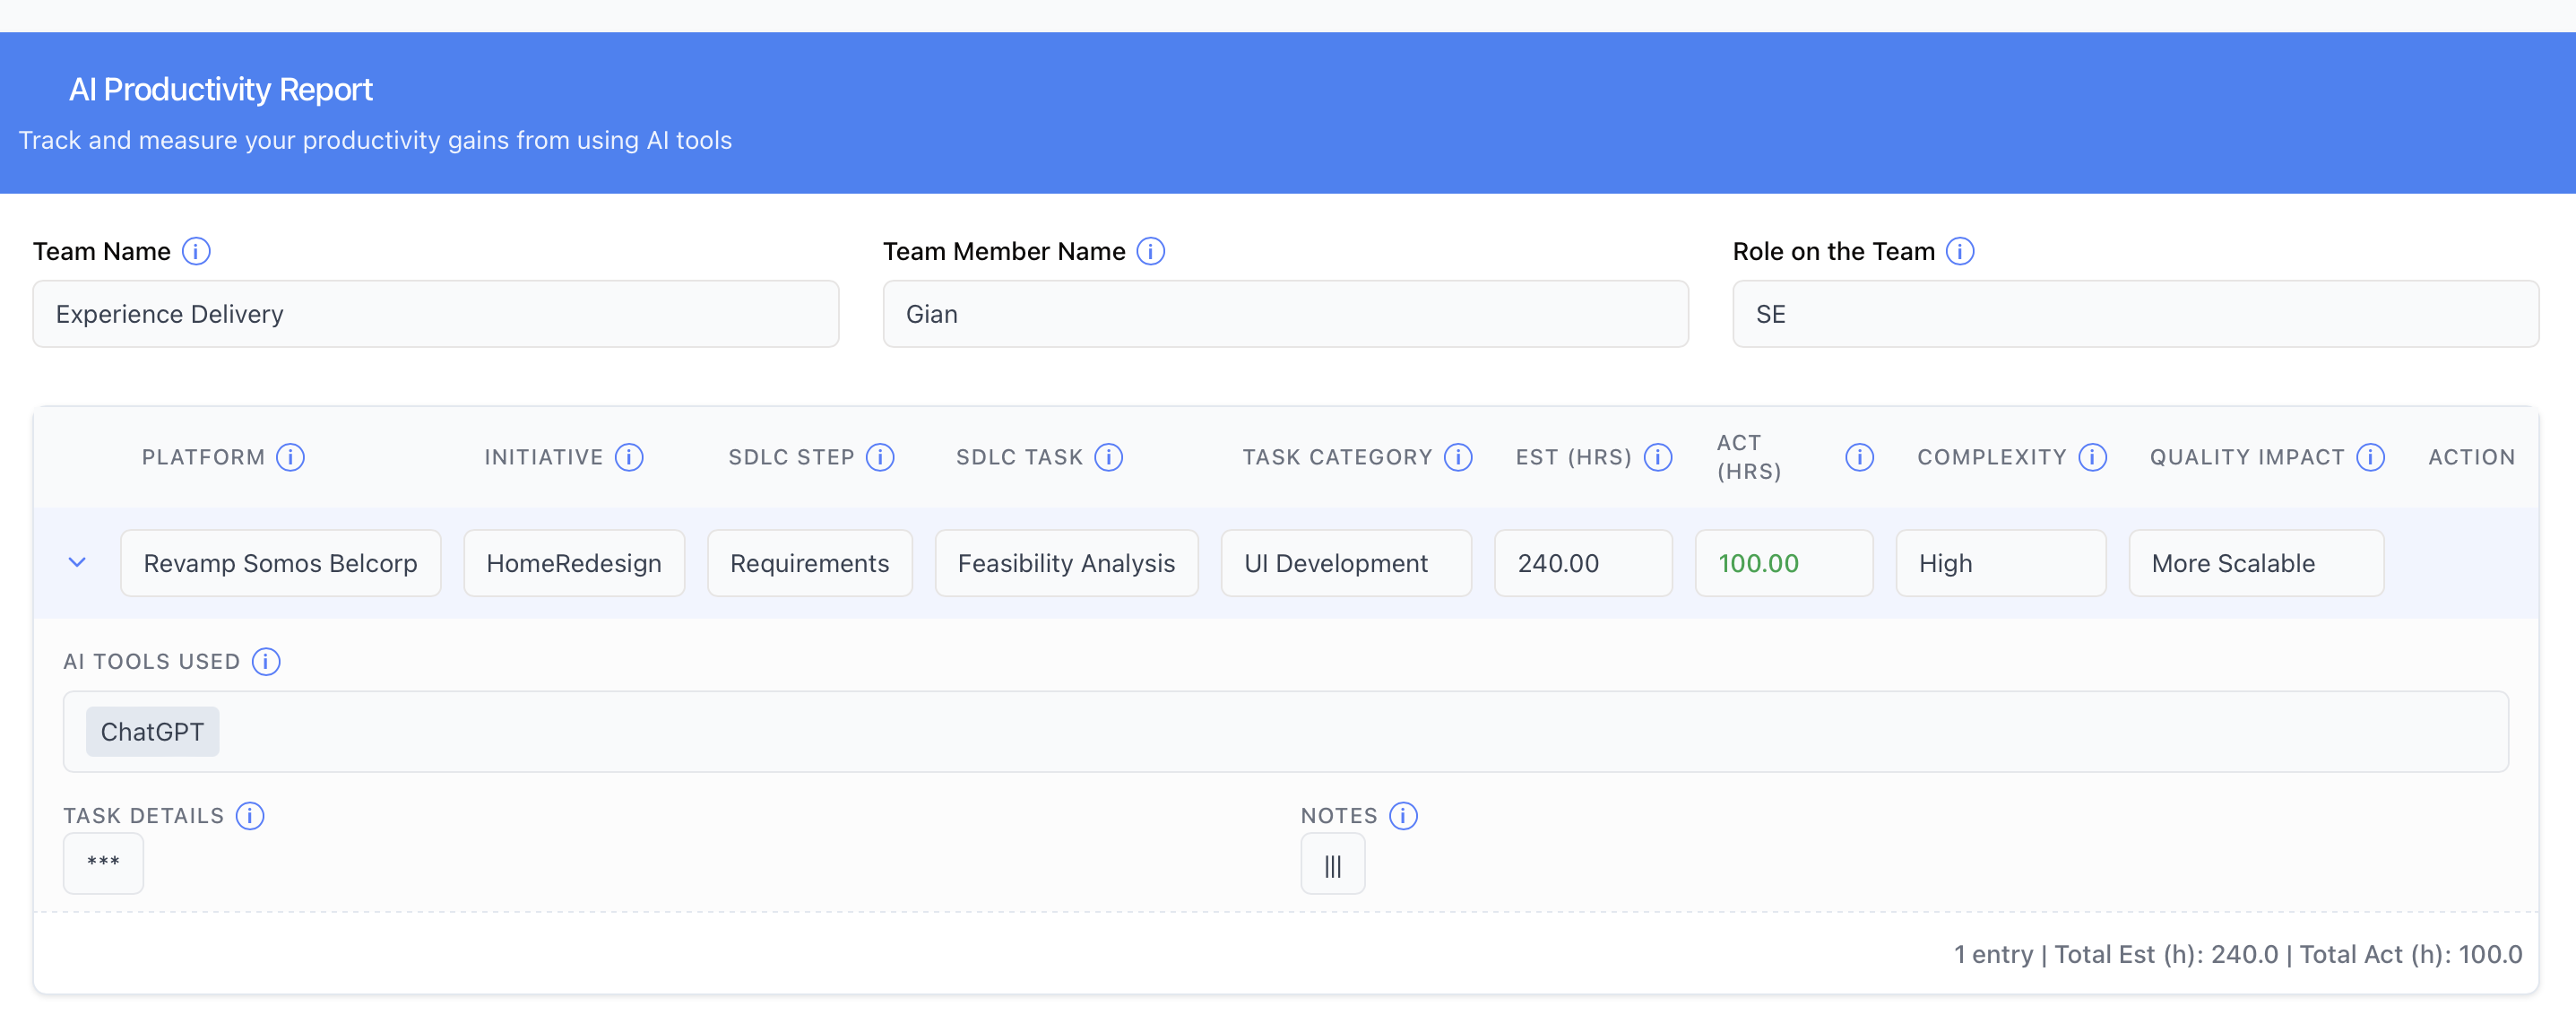 AI Productivity Report
Track and measure your productivity gains from using AI tools
Team Name
Team Member Name
Role on the Team
Experience Delivery
Gian
SE
PLATFORM
INITIATIVE
SDLC STEP
SDLC TASK
TASK CATEGORY
EST (HRS)
ACT
(HRS)
COMPLEXITY
QUALITY IMPACT
ACTION
Revamp Somos Belcorp
HomeRedesign
Requirements
Feasibility Analysis
UI Development
240.00
100.00
High
More Scalable
AI TOOLS USED
ChatGPT
TASK DETAILS
NOTES
***
|||
1 entry | Total Est (h): 240.0 | Total Act (h): 100.0